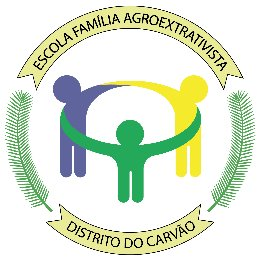 ESCOLA FAMÍLIA AGROEXTRATIVISTA
DISTRITO DO CARVÃO